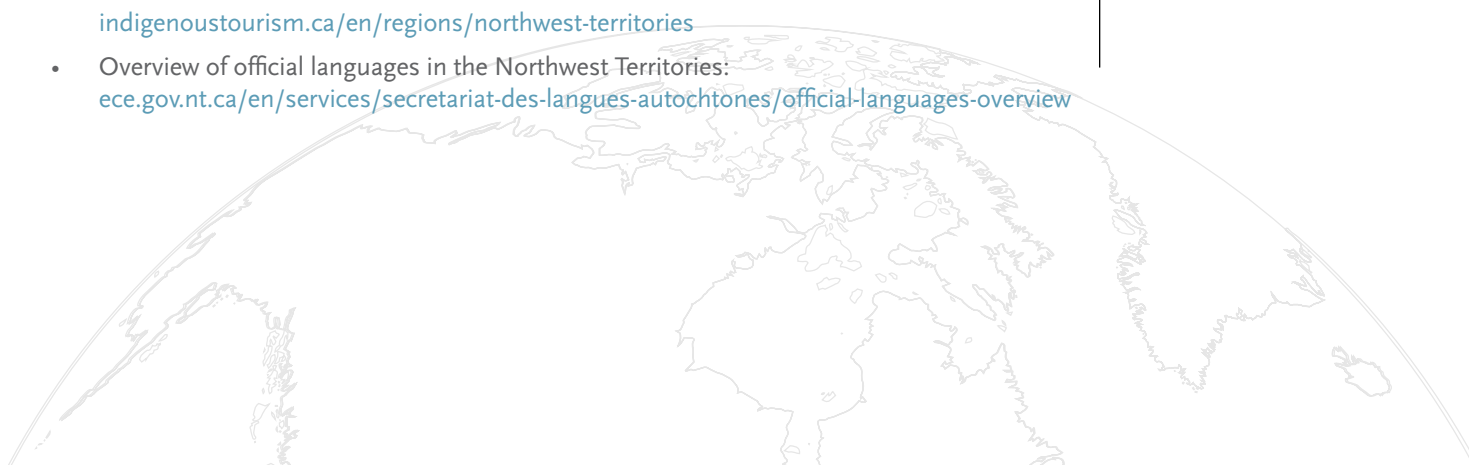 indigenoustourism.ca/en/regions/northwest-territories
• Overview of official languages in the Northwest Territories:
ece.gov.nt.ca/en/services/secretariat-des-langues-autochtones/official-languages-overview